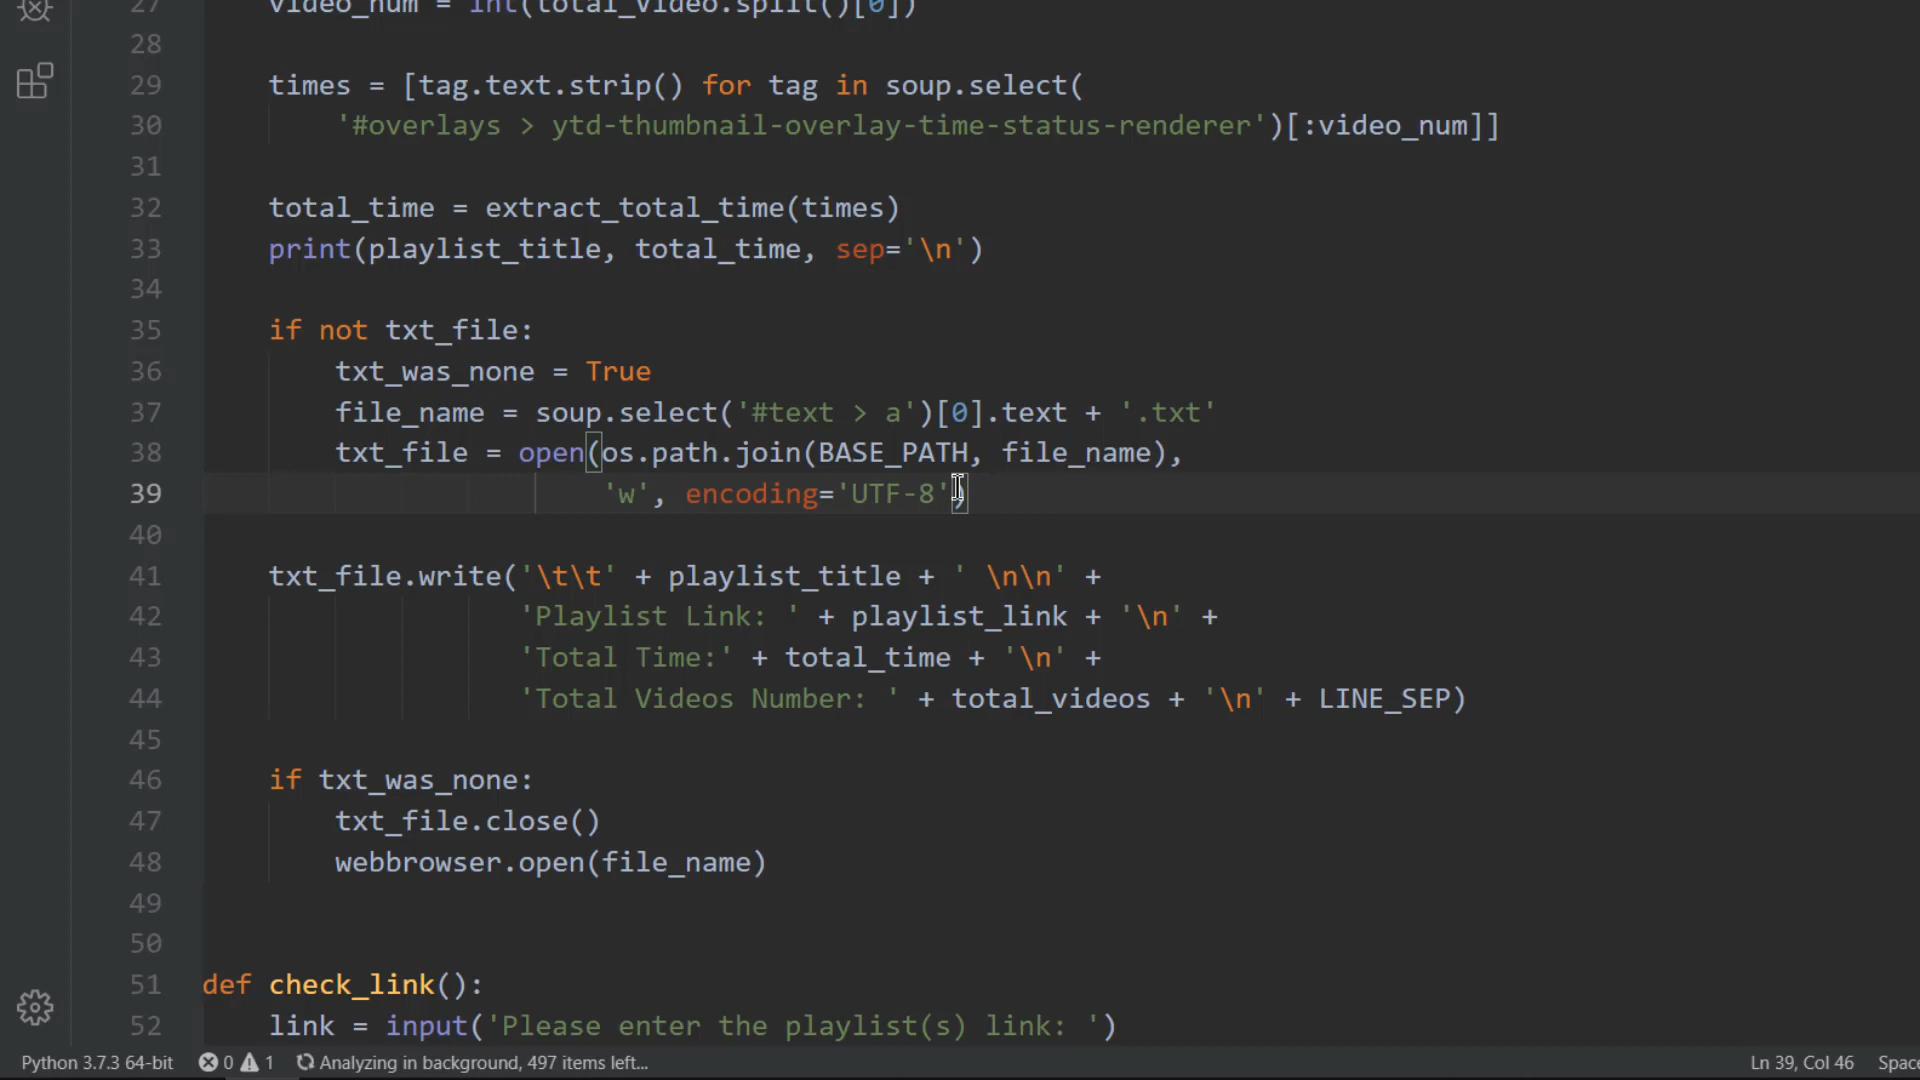 27 video_num = int(total_video.split()[0])
28
29 times = [tag.text.strip() for tag in soup.select(
30 '#overlays > ytd-thumbnail-overlay-time-status-renderer')[:video_num]]
31
32 total_time = extract_total_time(times)
33 print(playlist_title, total_time, sep='\n')
34
35 if not txt_file:
36 txt_was_none = True
37 file_name = soup.select('#text > a')[0].text + '.txt'
38 txt_file = open(os.path.join(BASE_PATH, file_name),
39 'w', encoding='UTF-8')
40
41 txt_file.write('\t\t' + playlist_title + ' \n\n' +
42 'Playlist Link: ' + playlist_link + '\n' +
43 'Total Time:' + total_time + '\n' +
44 'Total Videos Number: ' + total_videos + '\n' + LINE_SEP)
45
46 if txt_was_none:
47 txt_file.close()
48 webbrowser.open(file_name)
49
50
51 def check_link():
52 link = input('Please enter the playlist(s) link: ')
Python 3.7.3 64-bit 0 1 Analyzing in background, 497 items left... Ln 39, Col 46